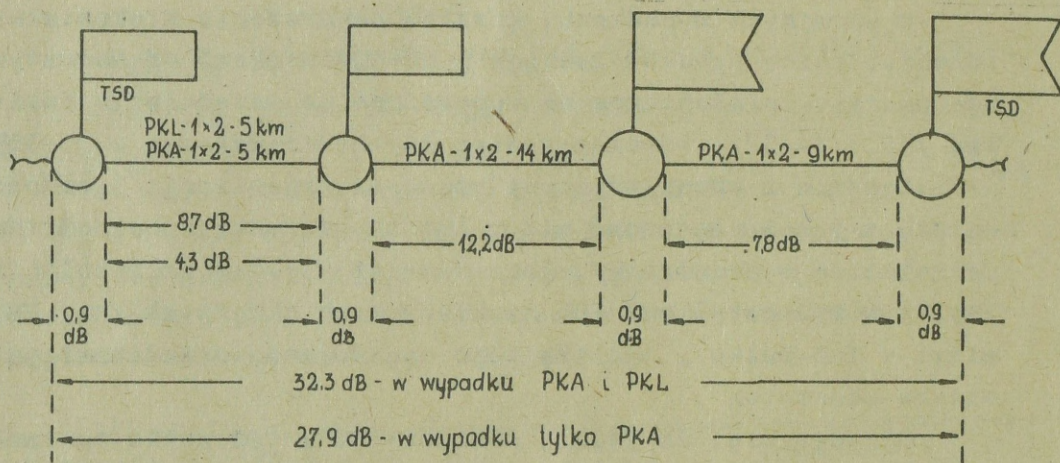 TSD
TSD
PKL-1×2-5 km
PKA-1×2-5 km
PKA-1×2-14 km
PKA-1×2-9km
8,7 dB
4,3 dB
12,2dB
7,8dB
0,9
dB
0,9
dB
0,9
dB
0,9
dB
32.3 dB - w wypadku PKA i PKL
27,9 dB - w wypadku tylko PKA